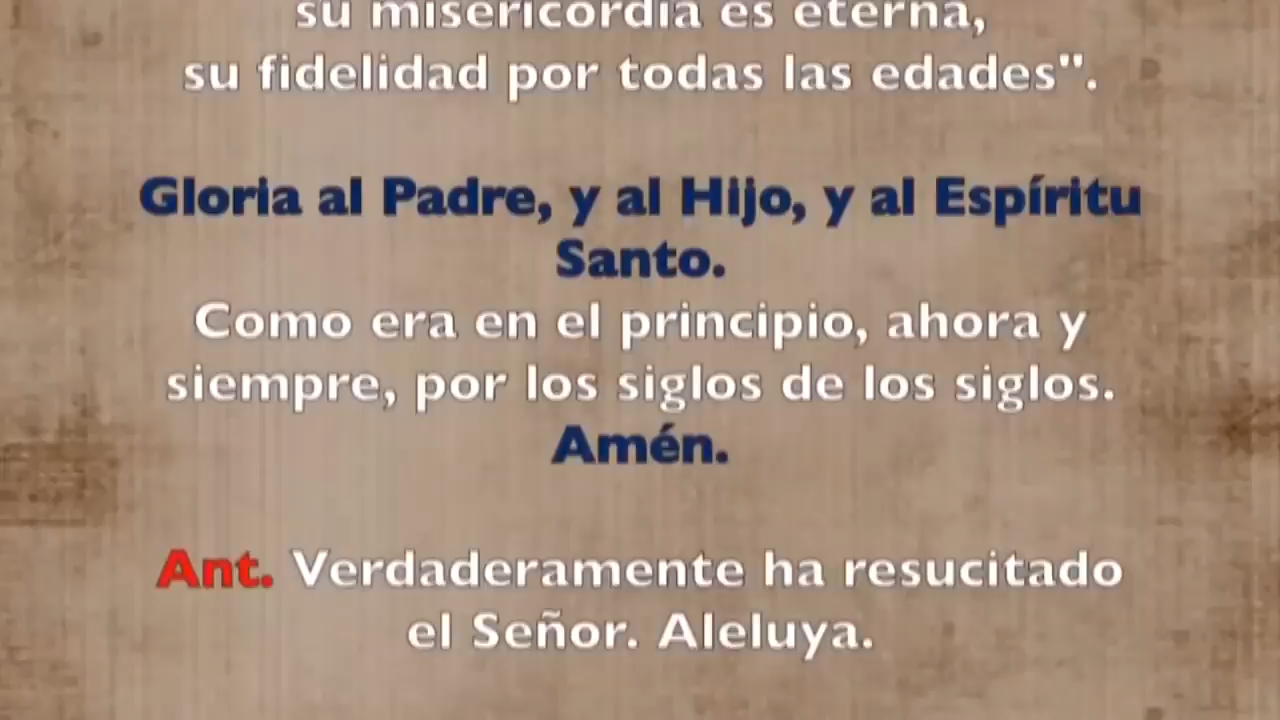 su misericordia es eterna,
su fidelidad por todas las edades".
Gloria al Padre, y al Hijo, y al Espíritu
Santo.
Como era en el principio, ahora y
siempre, por los siglos de los siglos.
Amén.
Ant. Verdaderamente ha resucitado
el Señor. Aleluya.